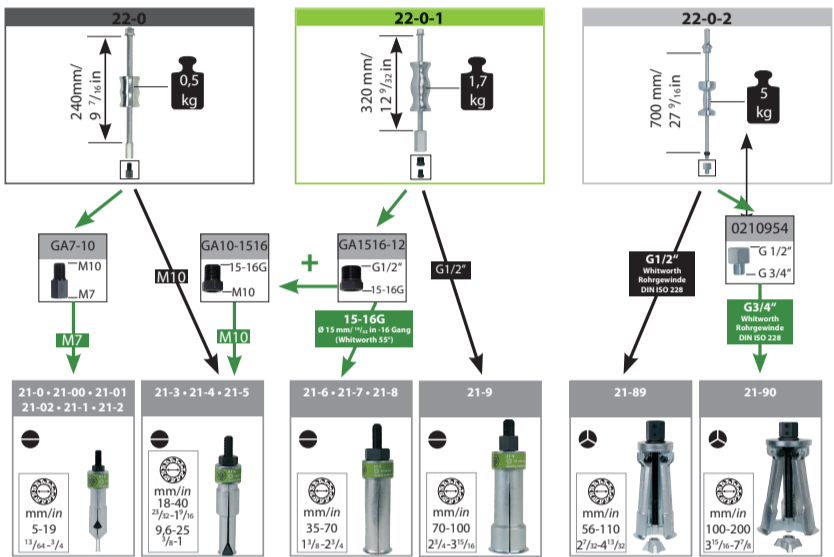 22-0
22-0-1
22-0-2
240mm/
9 7/16in
0,5
kg
320 mm/
12 9/32in
1,7
kg
700 mm/
27 9/16in
5
kg
GA7-10
M10
M7
M10
GA10-1516
15-16G
M10
+
GA1516-12
G1/2“
15-16G
G1/2“
G1/2“
Whitworth
Rohrgewinde
DIN ISO 228
0210954
G 1/2“
G 3/4“
M7
M10
15-16G
Ø 15 mm/ 19/32 in -16 Gang
(Whitworth 55°)
G3/4“
Whitworth
Rohrgewinde
DIN ISO 228
21-0 • 21-00 • 21-01
21-02 • 21-1 • 21-2
mm/in
5-19
13/64-3/4
21-3 • 21-4 • 21-5
mm/in
18-40
23/32-19/16
9,6-25
3/8-1
21-6 • 21-7 • 21-8
mm/in
35-70
13/8-23/4
21-9
mm/in
70-100
23/4-315/16
21-89
mm/in
56-110
27/32-413/32
21-90
mm/in
100-200
315/16-77/8